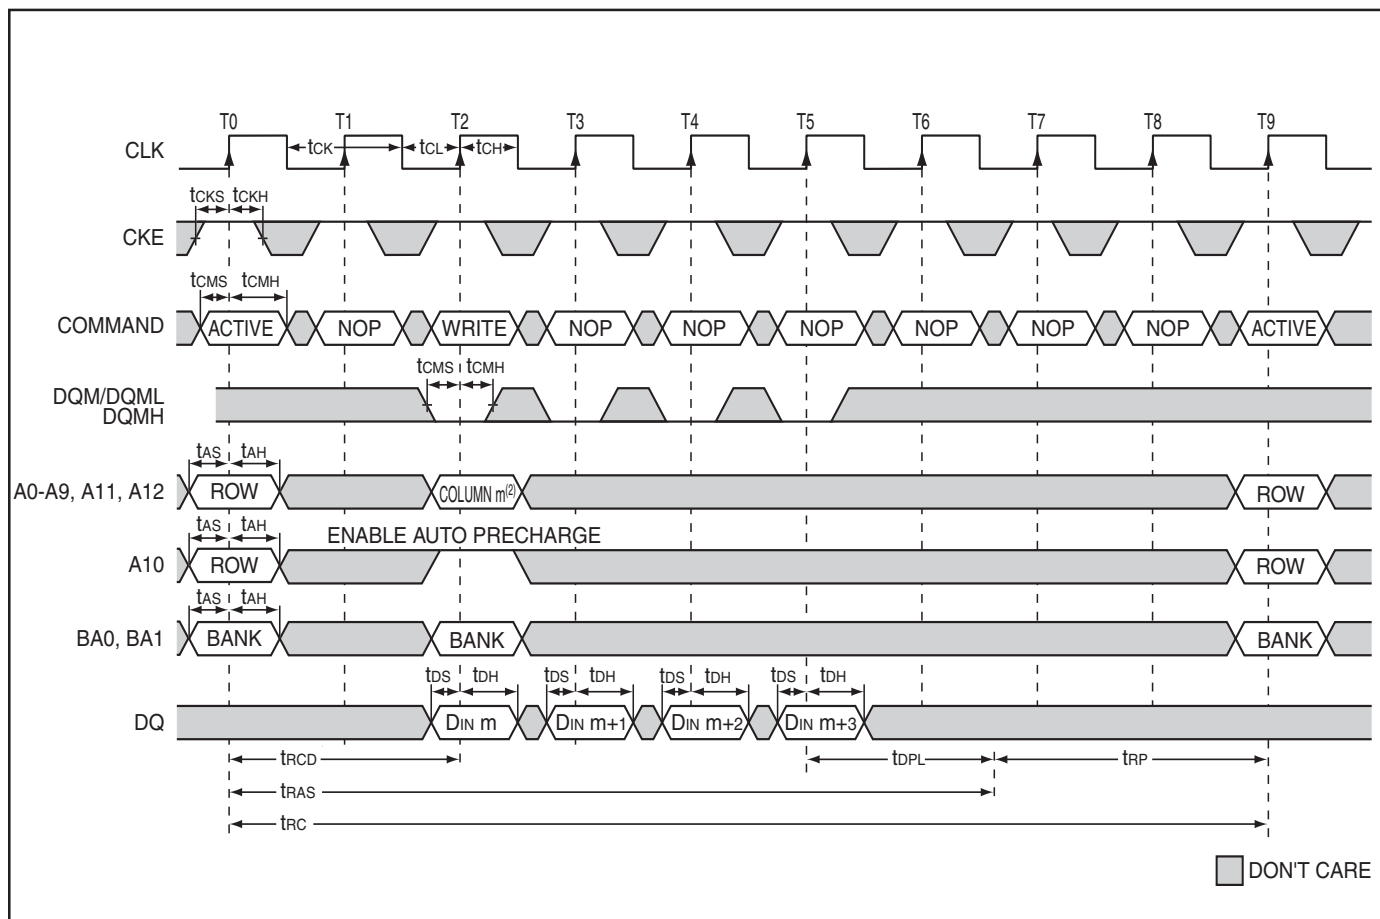 T0 T1 T2 T3 T4 T5 T6 T7 T8 T9
CLK tCK tCL tCH
tCKS tCKH
CKE
tCMS tCMH
COMMAND ACTIVE NOP WRITE NOP NOP NOP NOP NOP NOP ACTIVE
tCMS tCMH
DQM/DQML
DQMH
tAS tAH
A0-A9, A11, A12 ROW COLUMN m(2) ROW
tAS tAH ENABLE AUTO PRECHARGE
A10 ROW ROW
tAS tAH
BA0, BA1 BANK BANK BANK
tDS tDH tDS tDH tDS tDH tDS tDH
DQ DIN m DIN m+1 DIN m+2 DIN m+3
tRCD tDPL tRP
tRAS
tRC
DON'T CARE